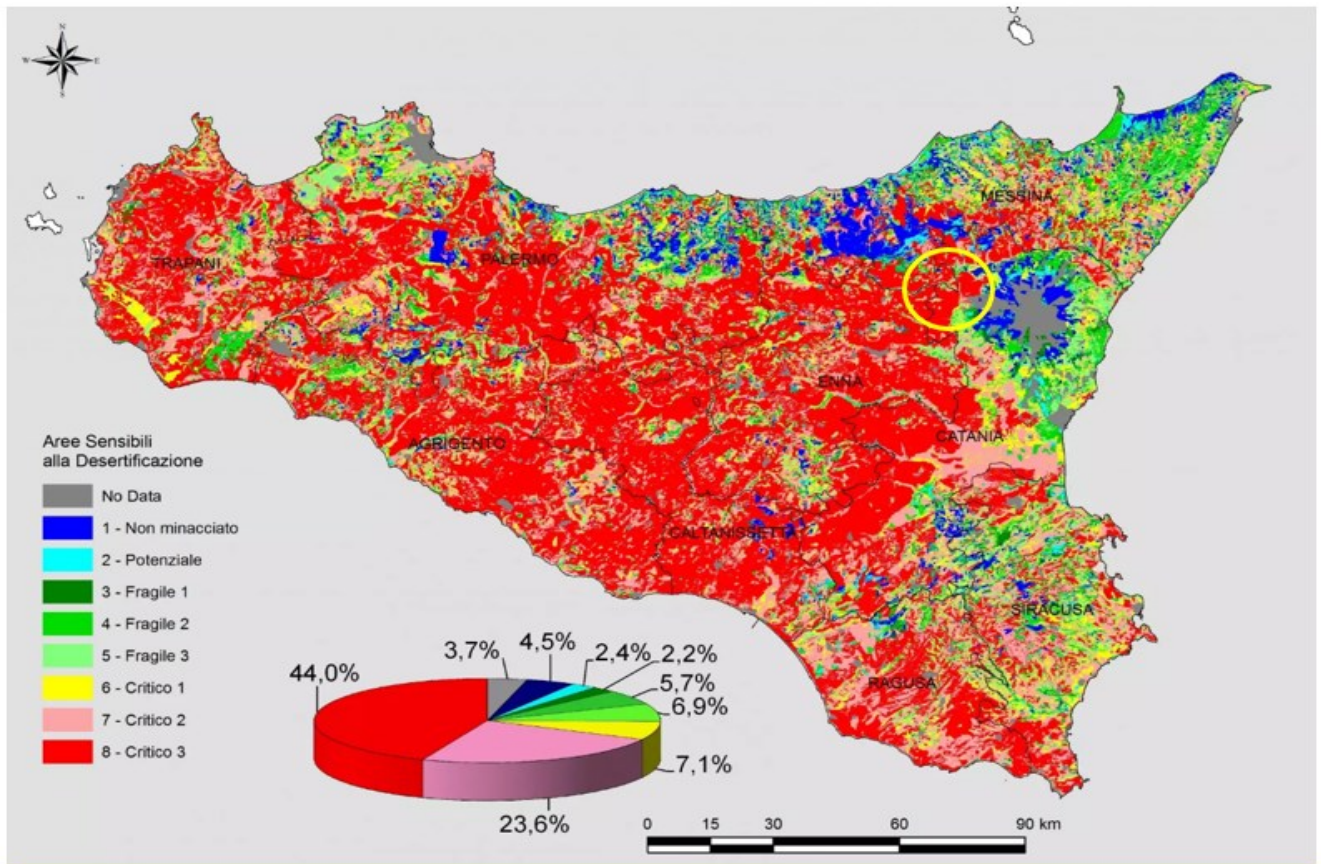 N
W E
S
MESSINA
TRAPANI
PALERMO
ENNA
AGRIGENTO
CATANIA
CALTANISSETTA
SIRACUSA
RAGUSA
Aree Sensibili
alla Desertificazione
No Data
1 - Non minacciato
2 - Potenziale
3 - Fragile 1
4 - Fragile 2
5 - Fragile 3
6 - Critico 1
7 - Critico 2
8 - Critico 3
44,0%
3,7%
4,5%
2,4%
2,2%
5,7%
6,9%
7,1%
23,6%
0 15 30 60 90 km